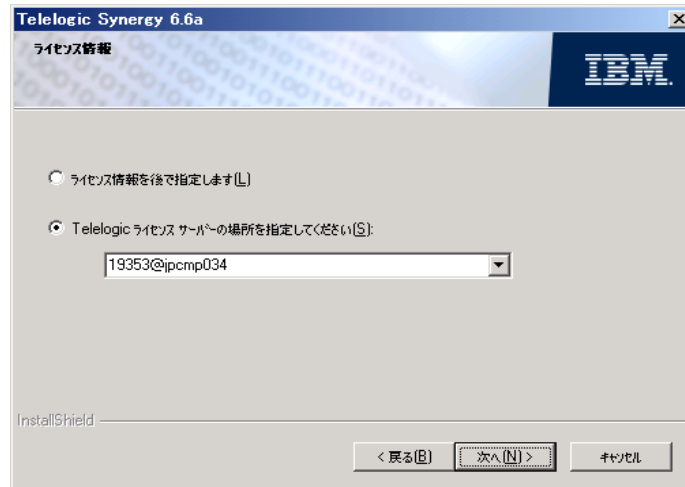 Telelogic Synergy 6.6a
ライセンス情報
IBM.
ライセンス情報を後で指定します(L)
Telelogic ライセンス サーバーの場所を指定してください(S):
19353@jpcmp034
InstallShield
< 戻る(B)
次へ(N) >
キャンセル